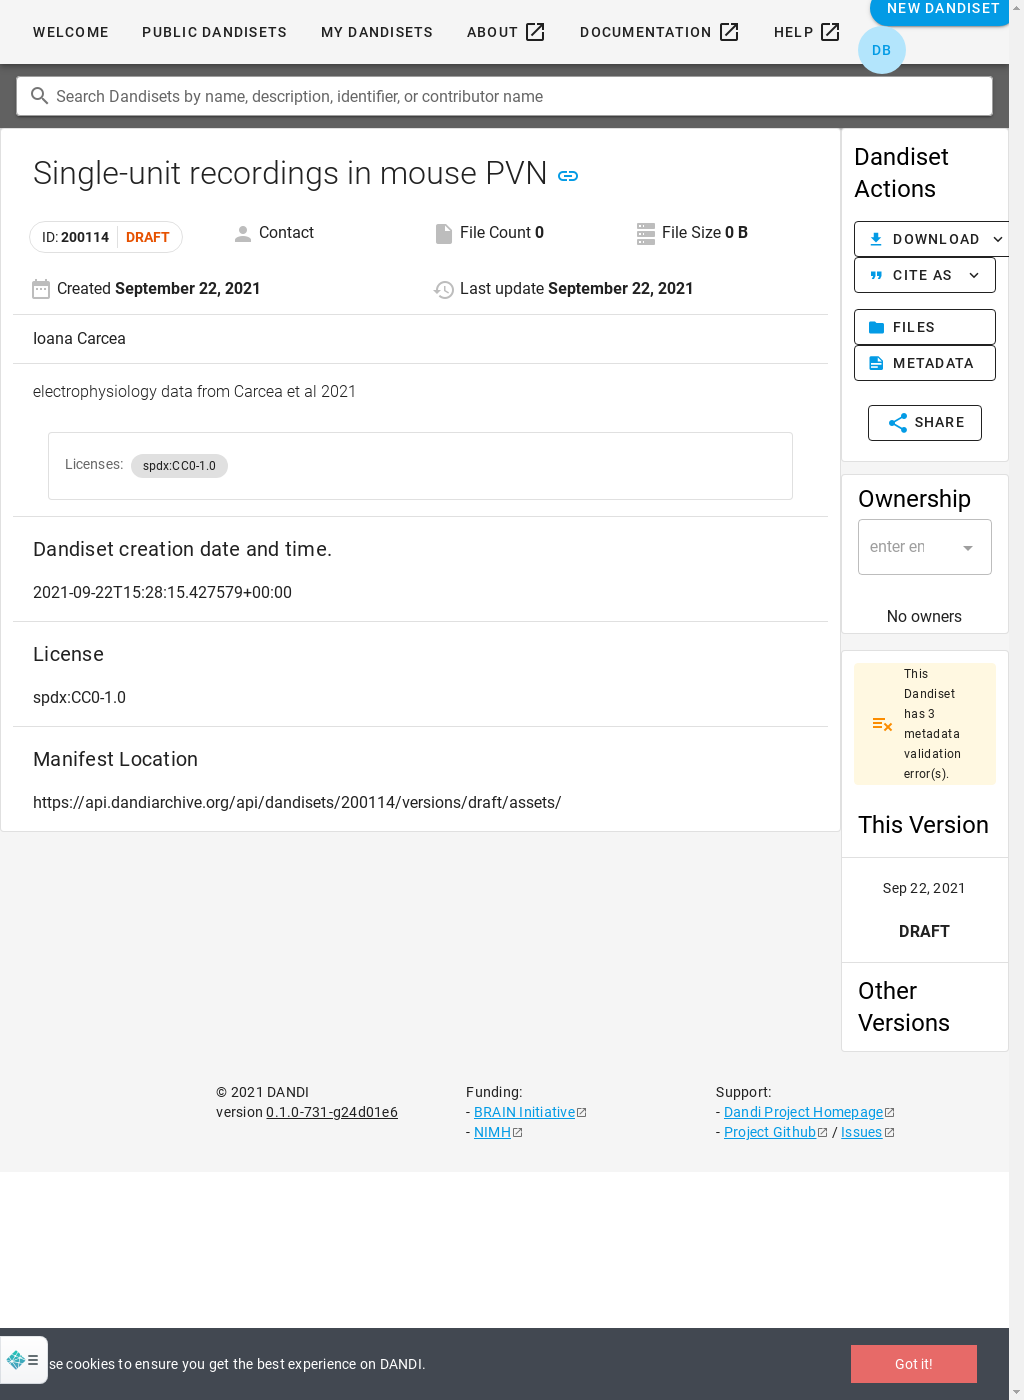 WELCOME PUBLIC DANDISETS MY DANDISETS ABOUT DOCUMENTATION HELP NEW DANDISET
DB
Search Dandisets by name, description, identifier, or contributor name
Single-unit recordings in mouse PVN
ID: 200114 DRAFT Contact File Count 0 File Size 0 B
Created September 22, 2021 Last update September 22, 2021
Ioana Carcea
electrophysiology data from Carcea et al 2021
Licenses: spdx:CC0-1.0
Dandiset creation date and time.
2021-09-22T15:28:15.427579+00:00
License
spdx:CC0-1.0
Manifest Location
https://api.dandiarchive.org/api/dandisets/200114/versions/draft/assets/
Dandiset
Actions
DOWNLOAD
CITE AS
FILES
METADATA
SHARE
Ownership
enter en
No owners
This
Dandiset
has 3
metadata
validation
error(s).
This Version
Sep 22, 2021
DRAFT
Other
Versions
© 2021 DANDI
version 0.1.0-731-g24d01e6
Funding:
- BRAIN Initiative
- NIMH
Support:
- Dandi Project Homepage
- Project Github / Issues
se cookies to ensure you get the best experience on DANDI.
Got it!